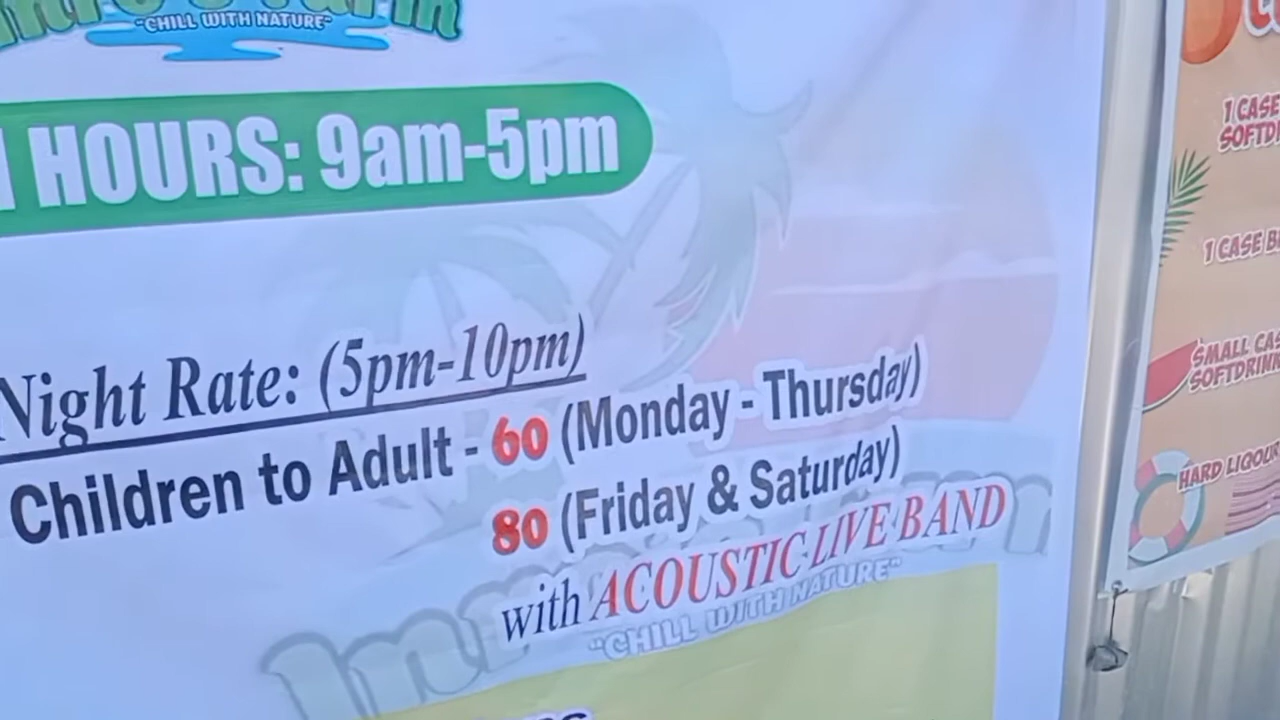 "CHILL WITH NATURE"
HOURS: 9am-5pm
Night Rate: (5pm-10pm)
Children to Adult - 60 (Monday - Thursday)
80 (Friday & Saturday)
with ACOUSTIC LIVE BAND
"CHILL WITH NATURE"
1 CASE
SOFTD
1 CASE B
SMALL CAS
SOFTDRINK
HARD LIQOU